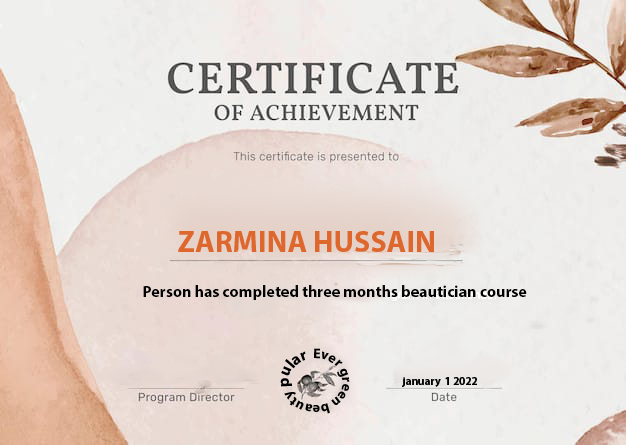 CERTIFICATE
OF ACHIEVEMENT
This certificate is presented to
ZARMINA HUSSAIN
Person has completed three months beautician course
Ever green beauty pular
january 1 2022
Program Director
Date